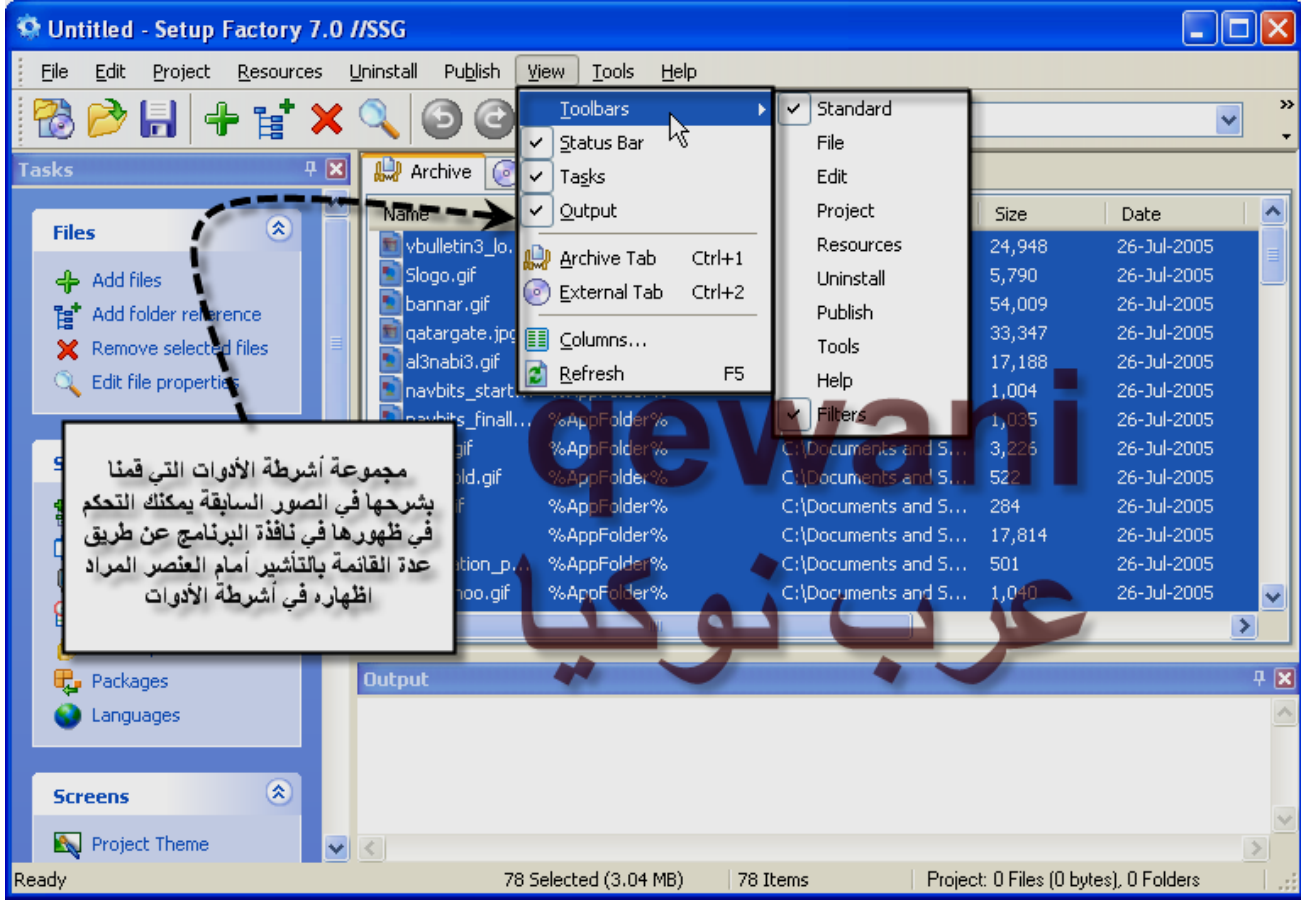 Untitled - Setup Factory 7.0 //SSG
File Edit Project Resources Uninstall Publish View Tools Help
Toolbars
Status Bar
Tasks
Output
Archive Tab Ctrl+1
External Tab Ctrl+2
Columns...
Refresh F5
Standard
File
Edit
Project
Resources
Uninstall
Publish
Tools
Help
Filters
Tasks
Files
Add files
Add folder reference
Remove selected files
Edit file properties
مجموعة أشرطة الأدوات التي قمنا
بشرحها في الصور السابقة يمكنك التحكم
في ظهورها في نافذة البرنامج عن طريق
عدة القائمة بالتأشير أمام العنصر المراد
اظهاره في أشرطة الأدوات
Packages
Languages
Screens
Project Theme
Archive
Name Size Date
vbulletin3_lo. 24,948 26-Jul-2005
Slogo.gif 5,790 26-Jul-2005
bannar.gif 54,009 26-Jul-2005
qatargate.jpg 33,347 26-Jul-2005
al3nabi3.gif 17,188 26-Jul-2005
navbits_start... %AppFolder% 1,004 26-Jul-2005
navbits_finall... %AppFolder% 1,035 26-Jul-2005
gif %AppFolder% C:\Documents and S... 3,226 26-Jul-2005
old.gif %AppFolder% C:\Documents and S... 522 26-Jul-2005
%AppFolder% C:\Documents and S... 284 26-Jul-2005
%AppFolder% C:\Documents and S... 17,814 26-Jul-2005
ation_p... %AppFolder% C:\Documents and S... 501 26-Jul-2005
hoo.gif %AppFolder% C:\Documents and S... 1,040 26-Jul-2005
qewani
عرب نوكيا
Output
Ready 78 Selected (3.04 MB) 78 Items Project: 0 Files (0 bytes), 0 Folders